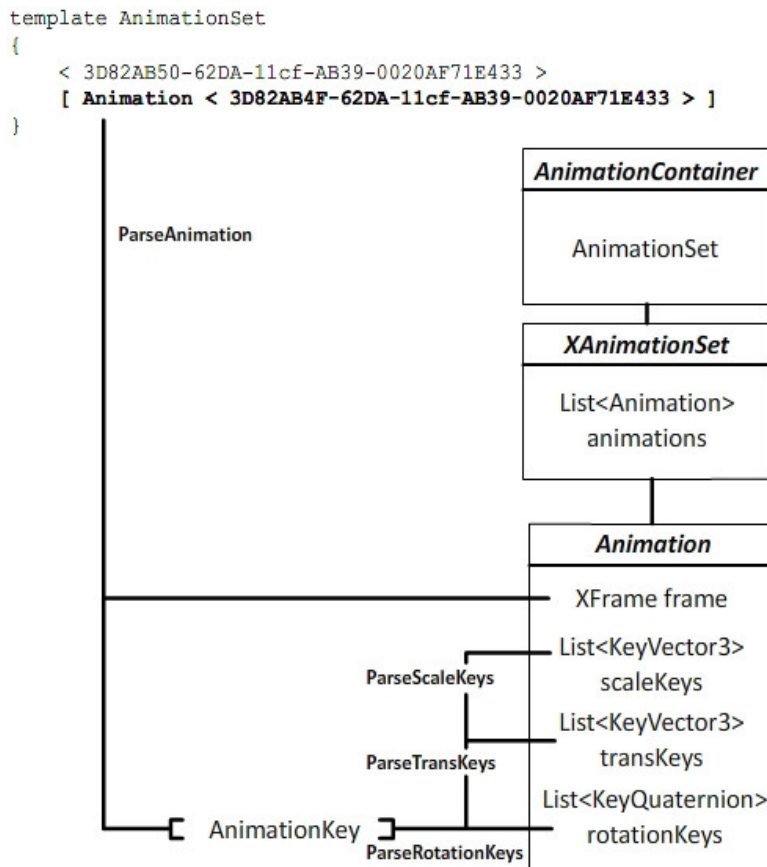 template AnimationSet
{
< 3D82AB50-62DA-11cf-AB39-0020AF71E433 >
[ Animation < 3D82AB4F-62DA-11cf-AB39-0020AF71E433 > ]
}
ParseAnimation
AnimationContainer
AnimationSet
XAnimationSet
List<Animation>
animations
Animation
XFrame frame
ParseScaleKeys
List<KeyVector3>
scaleKeys
ParseTransKeys
List<KeyVector3>
transKeys
AnimationKey
ParseRotationKeys
List<KeyQuaternion>
rotationKeys